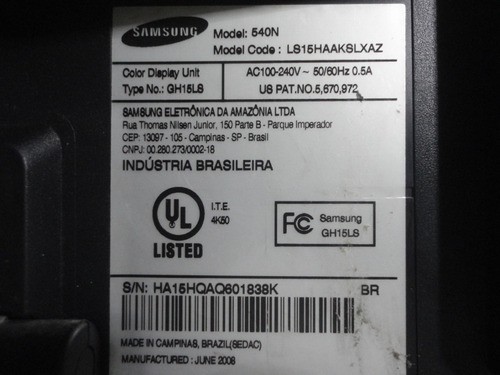 SAMSUNG
Model: 540N
Model Code : LS15HAAKSLXAZ
Color Display Unit
Type No.: GH15LS
AC100-240V ~ 50/60Hz 0.5A
US PAT.NO.5,670,972
SAMSUNG ELETRÔNICA DA AMAZÔNIA LTDA
Rua Thomas Nilsen Junior, 150 Parte B - Parque Imperador
CEP: 13097 - 105 - Campinas - SP - Brasil
CNPJ: 00.280.273/0002-18
INDÚSTRIA BRASILEIRA
UL
LISTED
I.T.E.
4K50
FC Samsung
GH15LS
S/N: HA15HQAQ601838K
BR
MADE IN CAMPINAS, BRAZIL(SEDAC)
MANUFACTURED : JUNE 2008